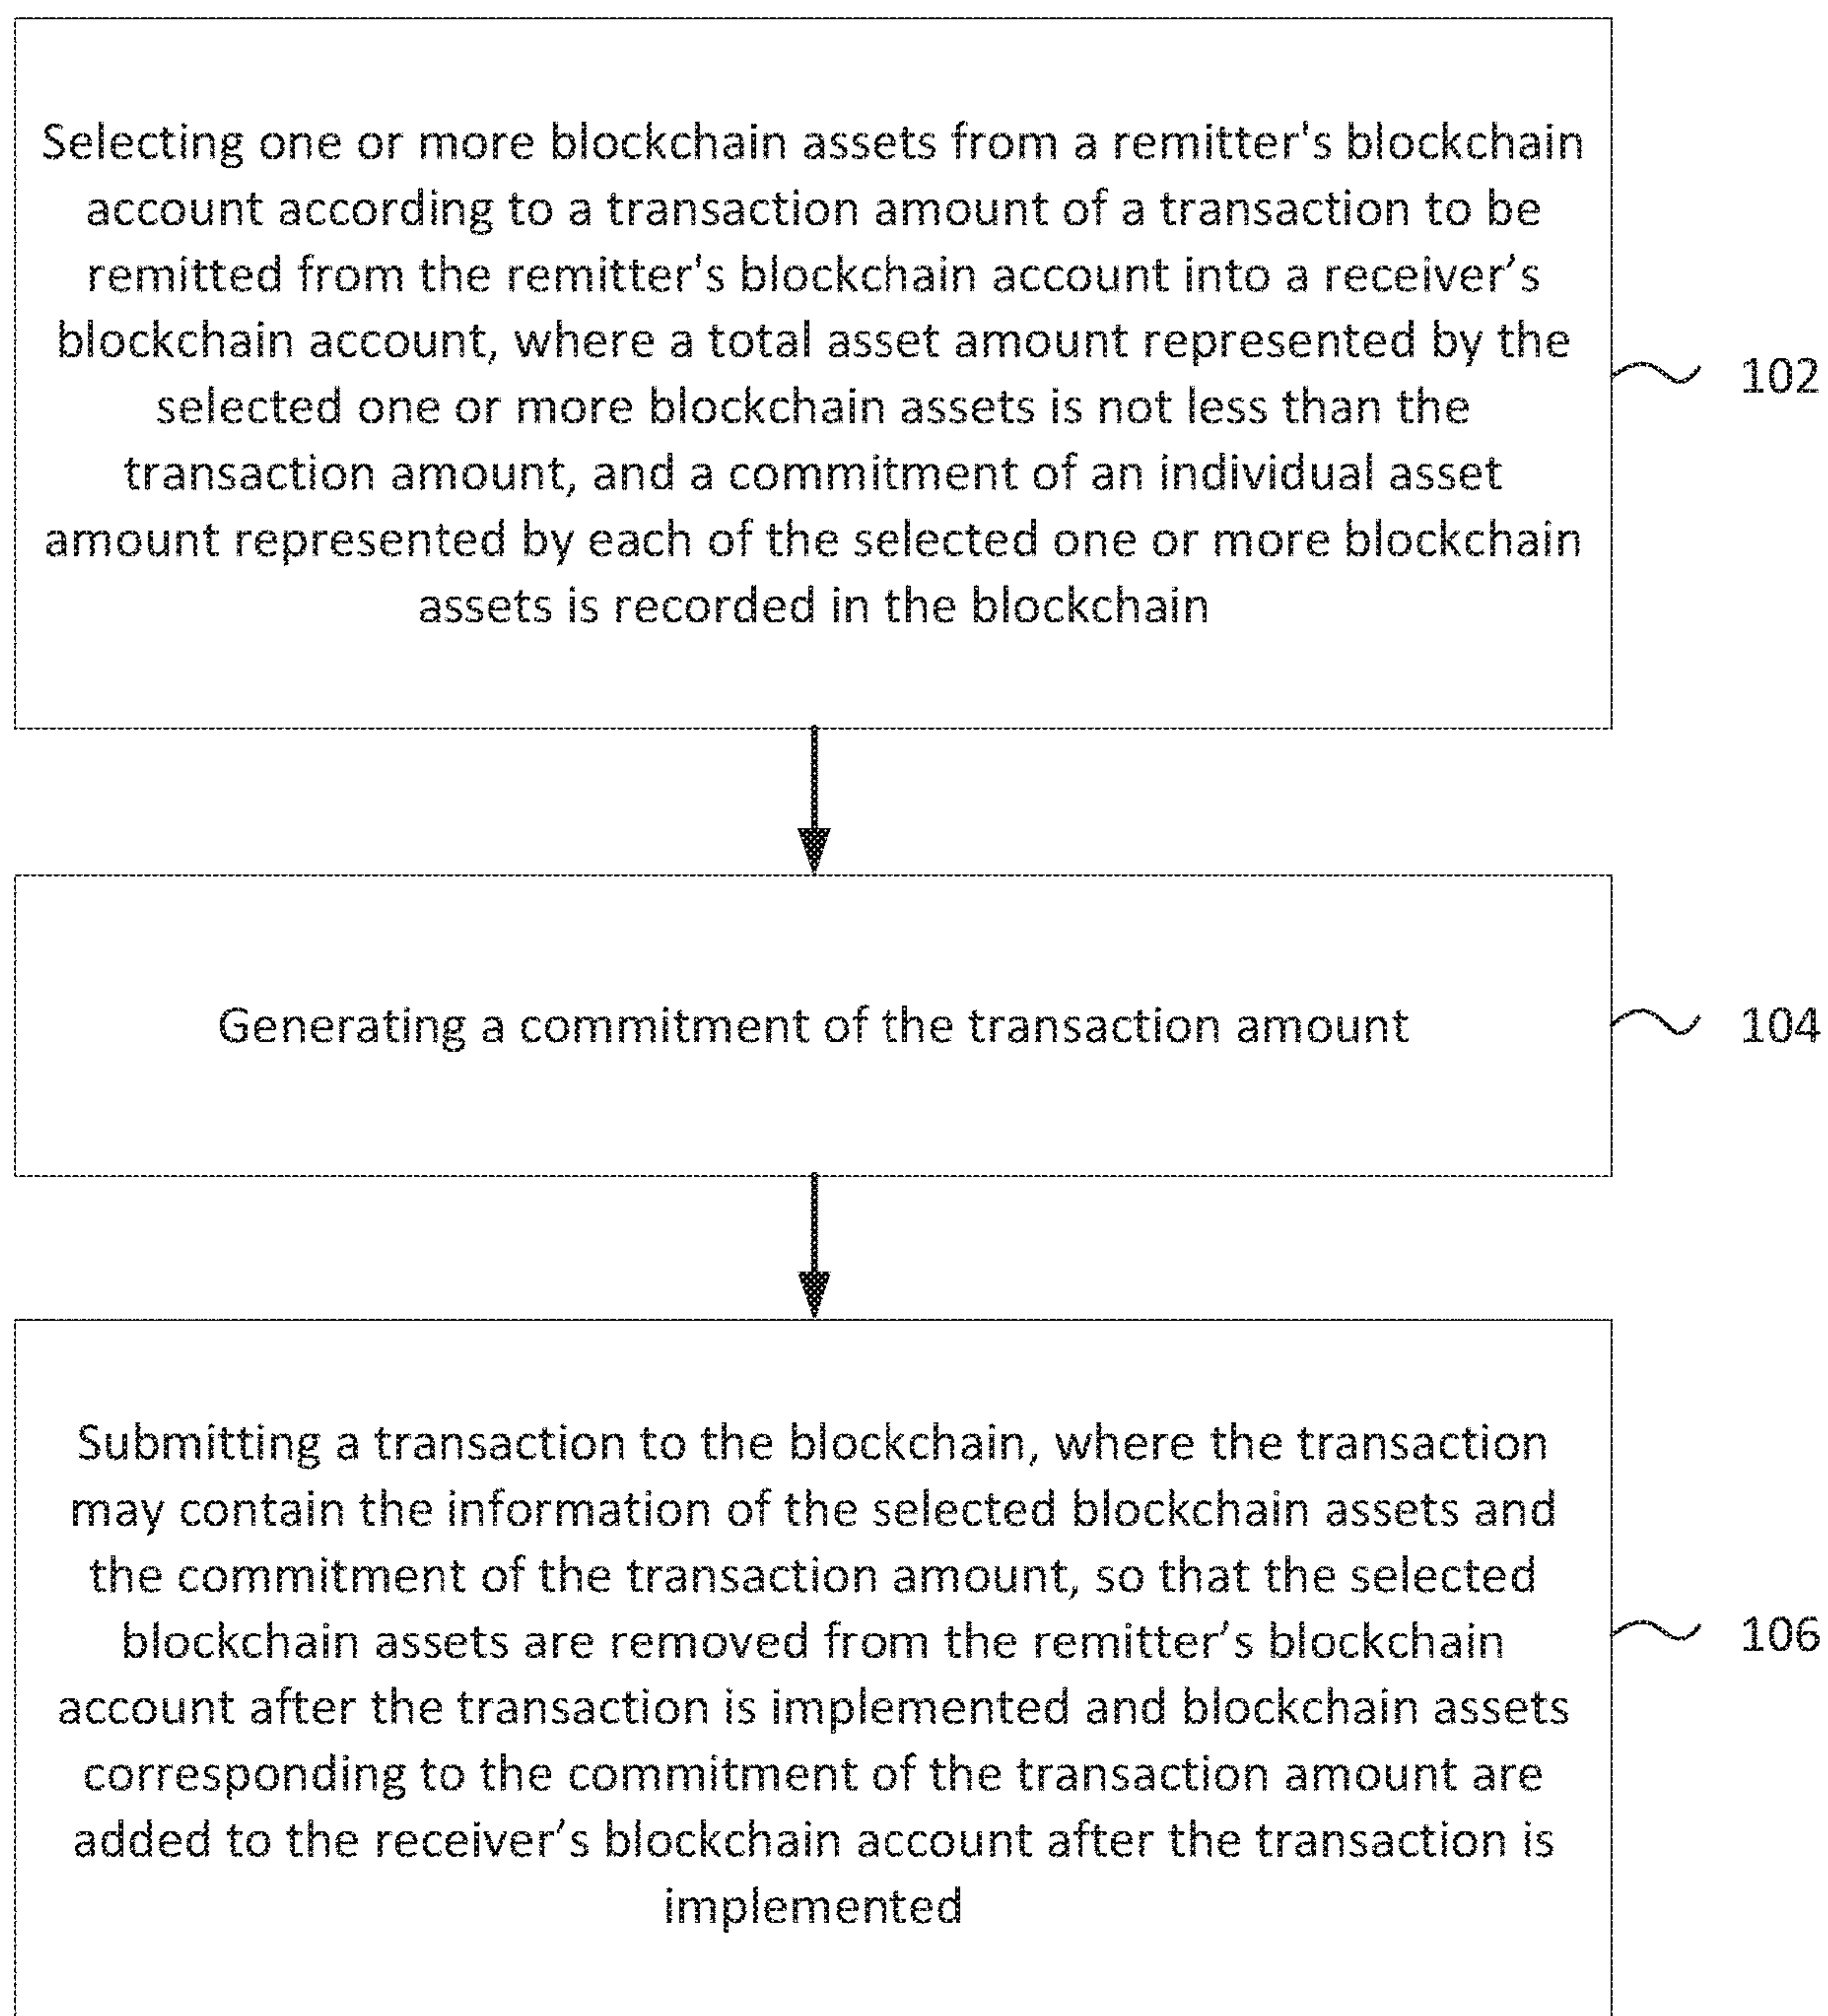 Selecting one or more blockchain assets from a remitter's blockchain
account according to a transaction amount of a transaction to be
remitted from the remitter's blockchain account into a receiver’s
blockchain account, where a total asset amount represented by the
selected one or more blockchain assets is not less than the
transaction amount, and a commitment of an individual asset
amount represented by each of the selected one or more blockchain
assets is recorded in the blockchain
102
Generating a commitment of the transaction amount
104
Submitting a transaction to the blockchain, where the transaction
may contain the information of the selected blockchain assets and
the commitment of the transaction amount, so that the selected
blockchain assets are removed from the remitter’s blockchain
account after the transaction is implemented and blockchain assets
corresponding to the commitment of the transaction amount are
added to the receiver’s blockchain account after the transaction is
implemented
106